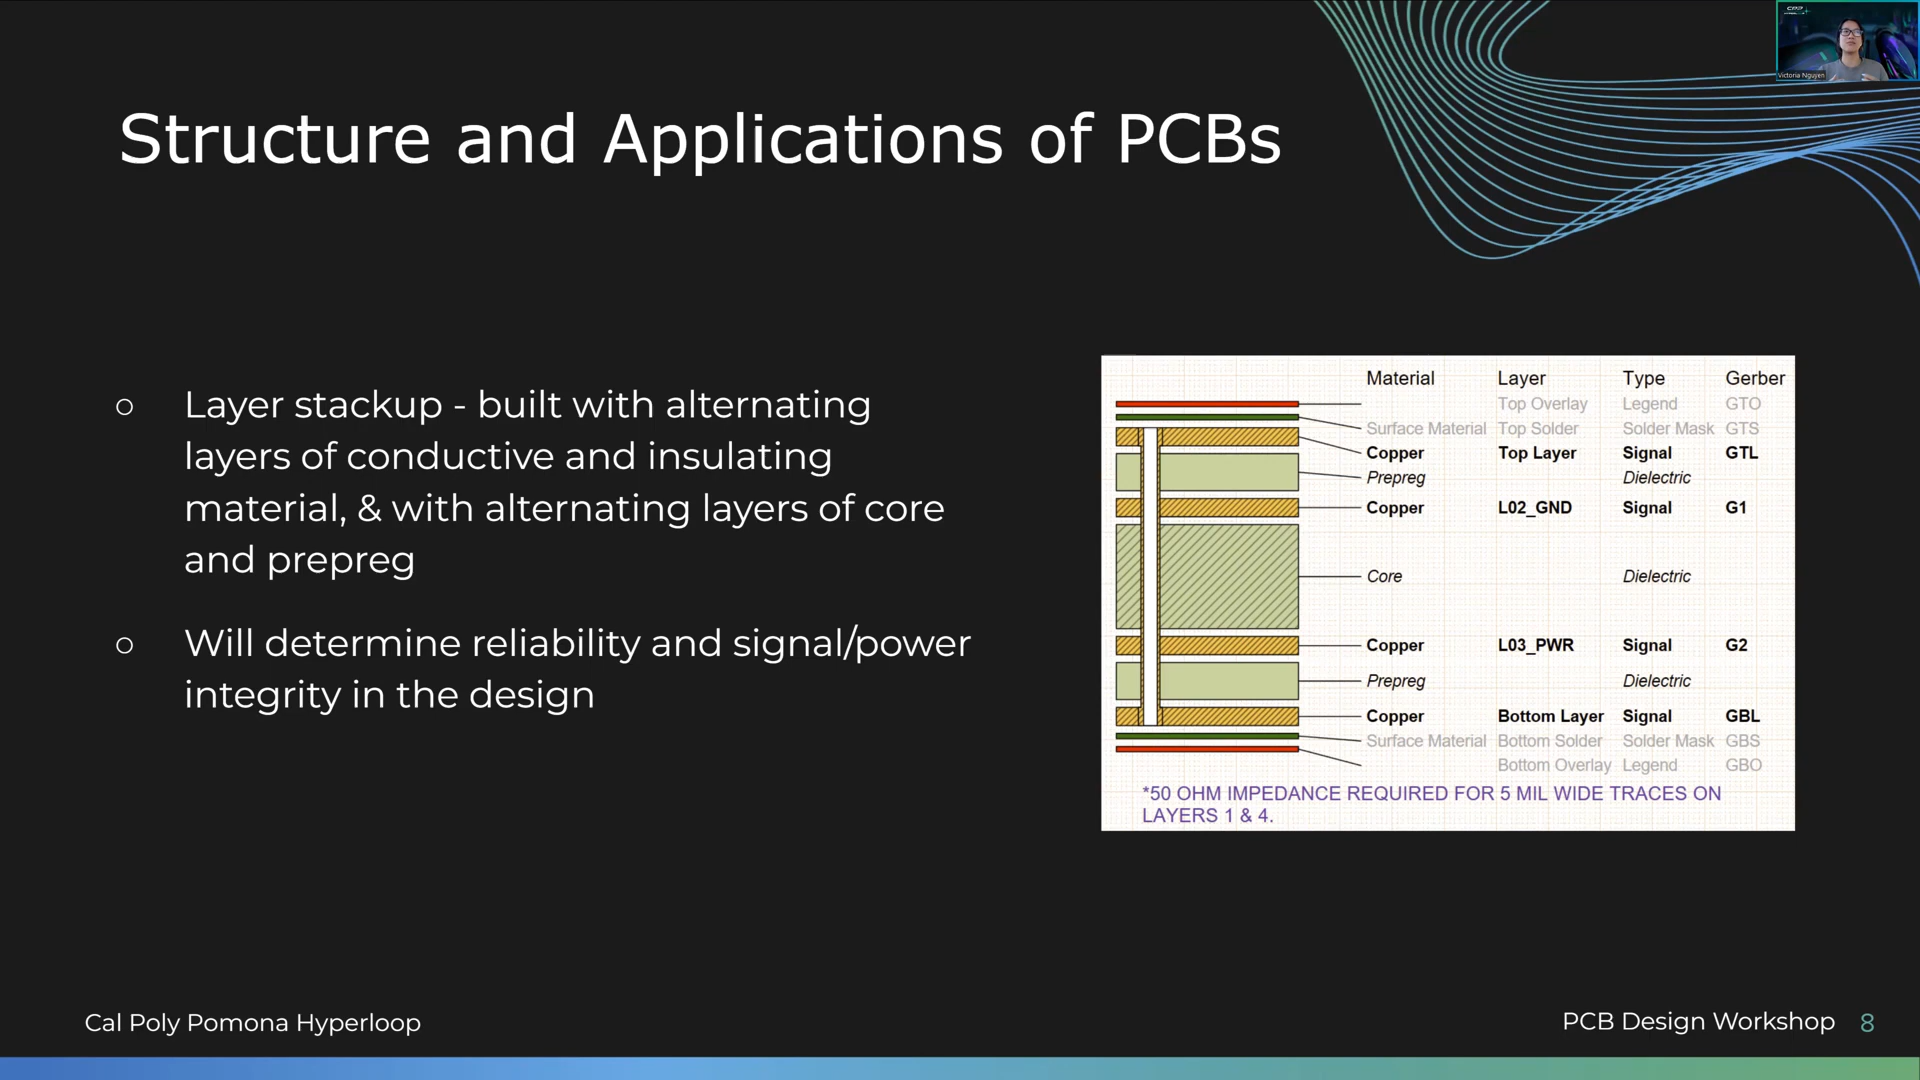 CPP
Victoria Nguyen
Structure and Applications of PCBs
Layer stackup - built with alternating
layers of conductive and insulating
material, & with alternating layers of core
and prepreg
Will determine reliability and signal/power
integrity in the design
Material Layer Type Gerber
Top Overlay Legend GTO
Surface Material Top Solder Solder Mask GTS
Copper Top Layer Signal GTL
Prepreg Dielectric
Copper L02_GND Signal G1
Core Dielectric
Copper L03_PWR Signal G2
Prepreg Dielectric
Copper Bottom Layer Signal GBL
Surface Material Bottom Solder Solder Mask GBS
Bottom Overlay Legend GBO
*50 OHM IMPEDANCE REQUIRED FOR 5 MIL WIDE TRACES ON
LAYERS 1 & 4.
Cal Poly Pomona Hyperloop
PCB Design Workshop 8